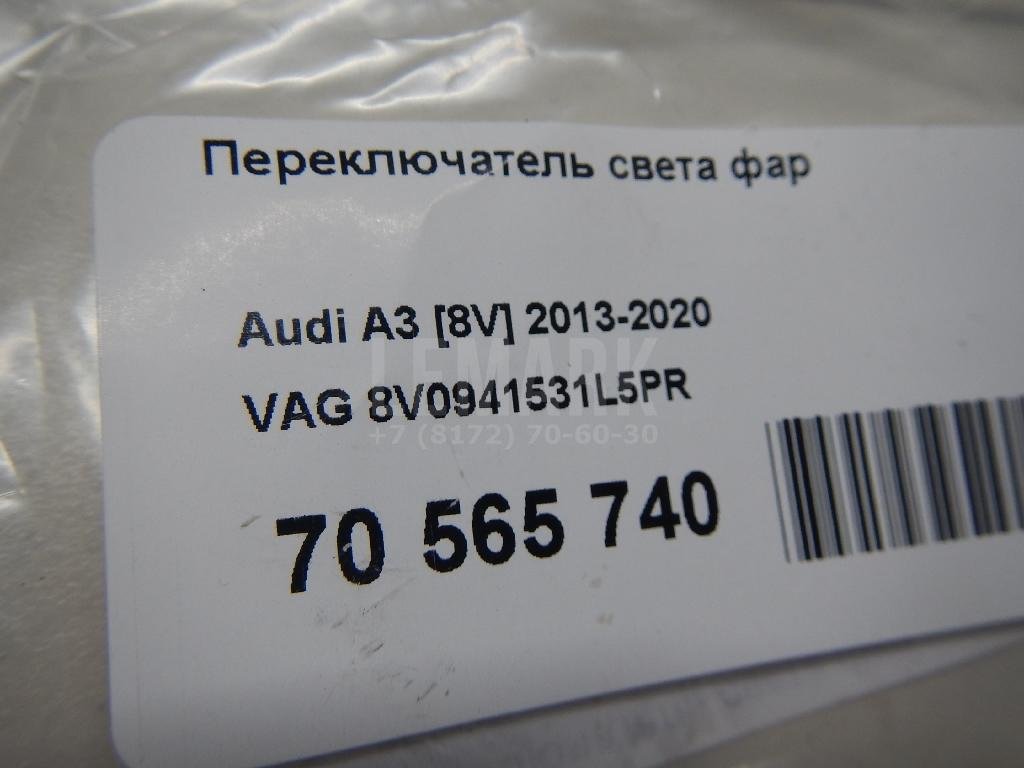 Переключатель света фар
Audi A3 [8V] 2013-2020
LEMARK
VAG 8V0941531L5PR
+7 (8172) 70-60-30
70 565 740